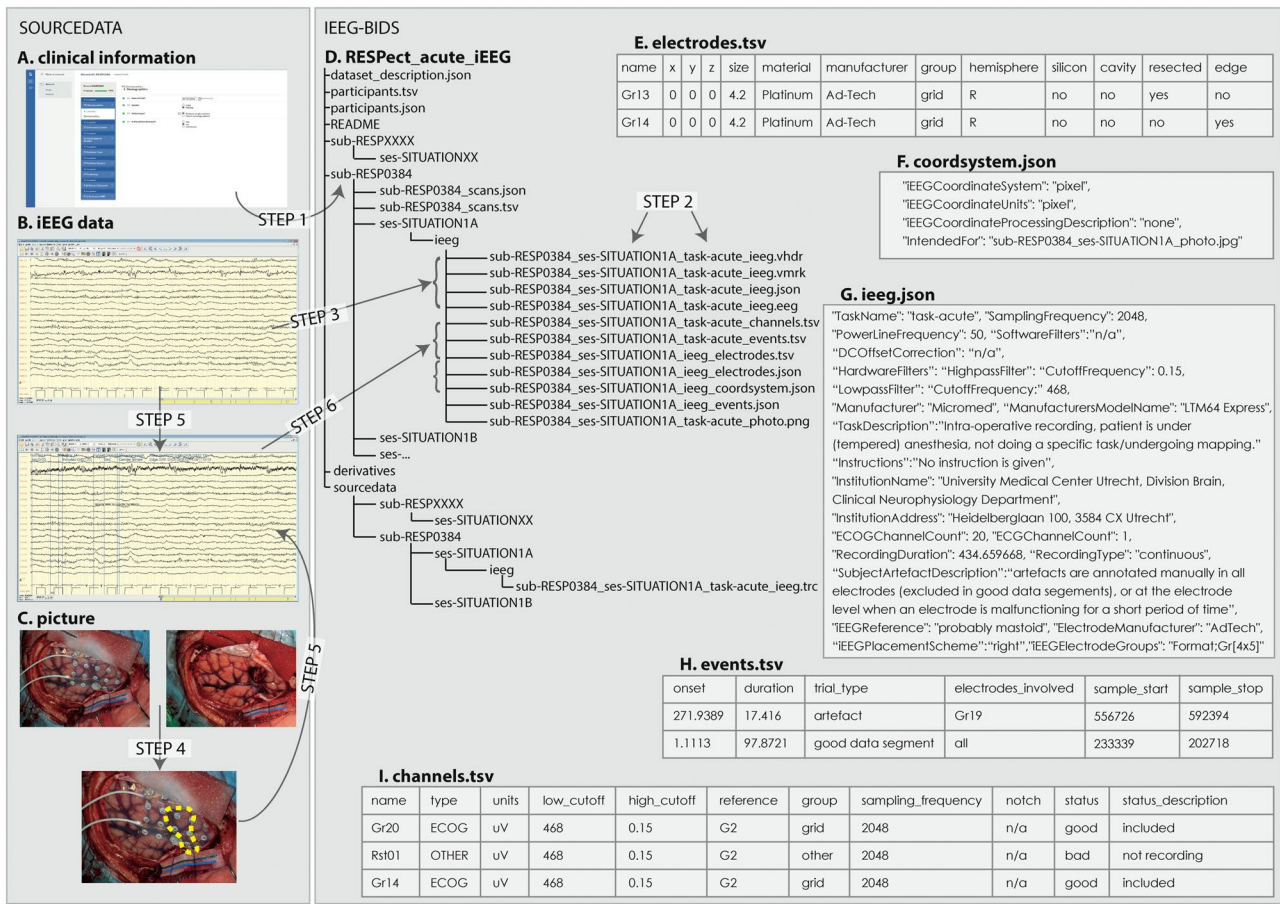 SOURCEDATA
A. clinical information
STEP 1
B. iEEG data
STEP 3
STEP 5
STEP 6
C. picture
STEP 5
STEP 4
IEEG-BIDS
D. RESPect_acute_iEEG
dataset_description.json
participants.tsv
participants.json
README
sub-RESPXXXX
ses-SITUATIONXX
sub-RESP0384
sub-RESP0384_scans.json
sub-RESP0384_scans.tsv
ses-SITUATION1A
ieeg
STEP 2
sub-RESP0384_ses-SITUATION1A_task-acute_ieeg.vhdr
sub-RESP0384_ses-SITUATION1A_task-acute_ieeg.vmrk
sub-RESP0384_ses-SITUATION1A_task-acute_ieeg.json
sub-RESP0384_ses-SITUATION1A_task-acute_ieeg.eeg
sub-RESP0384_ses-SITUATION1A_task-acute_channels.tsv
sub-RESP0384_ses-SITUATION1A_task-acute_events.tsv
sub-RESP0384_ses-SITUATION1A_ieeg_electrodes.tsv
sub-RESP0384_ses-SITUATION1A_ieeg_electrodes.json
sub-RESP0384_ses-SITUATION1A_ieeg_coordsystem.json
sub-RESP0384_ses-SITUATION1A_ieeg_events.json
sub-RESP0384_ses-SITUATION1A_task-acute_photo.png
ses-SITUATION1B
ses-...
derivatives
sourcedata
sub-RESPXXXX
ses-SITUATIONXX
sub-RESP0384
ses-SITUATION1A
ieeg
sub-RESP0384_ses-SITUATION1A_task-acute_ieeg.trc
ses-SITUATION1B
E. electrodes.tsv
name x y z size material manufacturer group hemisphere silicon cavity resected edge
Gr13 0 0 0 4.2 Platinum Ad-Tech grid R no no yes no
Gr14 0 0 0 4.2 Platinum Ad-Tech grid R no no no yes
F. coordsystem.json
"iEEGCoordinateSystem": "pixel",
"iEEGCoordinateUnits": "pixel",
"iEEGCoordinateProcessingDescription": "none",
"IntendedFor": "sub-RESP0384_ses-SITUATION1A_photo.jpg"
G. ieeg.json
"TaskName": "task-acute", "SamplingFrequency": 2048,
"PowerLineFrequency": 50, "SoftwareFilters":"n/a",
"DCOffsetCorrection": "n/a",
"HardwareFilters": "HighpassFilter": "CutoffFrequency": 0.15,
"LowpassFilter": "CutoffFrequency:" 468,
"Manufacturer": "Micromed", "ManufacturersModelName": "LTM64 Express",
"TaskDescription":"Intra-operative recording, patient is under
(tempered) anesthesia, not doing a specific task/undergoing mapping."
"Instructions":"No instruction is given",
"InstitutionName": "University Medical Center Utrecht, Division Brain,
Clinical Neurophysiology Department",
"InstitutionAddress": "Heidelberglaan 100, 3584 CX Utrecht",
"ECOGChannelCount": 20, "ECGChannelCount": 1,
"RecordingDuration": 434.659668, "RecordingType": "continuous",
"SubjectArtefactDescription":"artefacts are annotated manually in all
electrodes (excluded in good data segements), or at the electrode
level when an electrode is malfunctioning for a short period of time",
"iEEGReference": "probably mastoid", "ElectrodeManufacturer": "AdTech",
"iEEGPlacementScheme":"right","iEEGElectrodeGroups": "Format;Gr[4x5]"
H. events.tsv
onset duration trial_type electrodes_involved sample_start sample_stop
271.9389 17.416 artefact Gr19 556726 592394
1.1113 97.8721 good data segment all 233339 202718
I. channels.tsv
name type units low_cutoff high_cutoff reference group sampling_frequency notch status status_description
Gr20 ECOG uV 468 0.15 G2 grid 2048 n/a good included
Rst01 OTHER uV 468 0.15 G2 other 2048 n/a bad not recording
Gr14 ECOG uV 468 0.15 G2 grid 2048 n/a good included